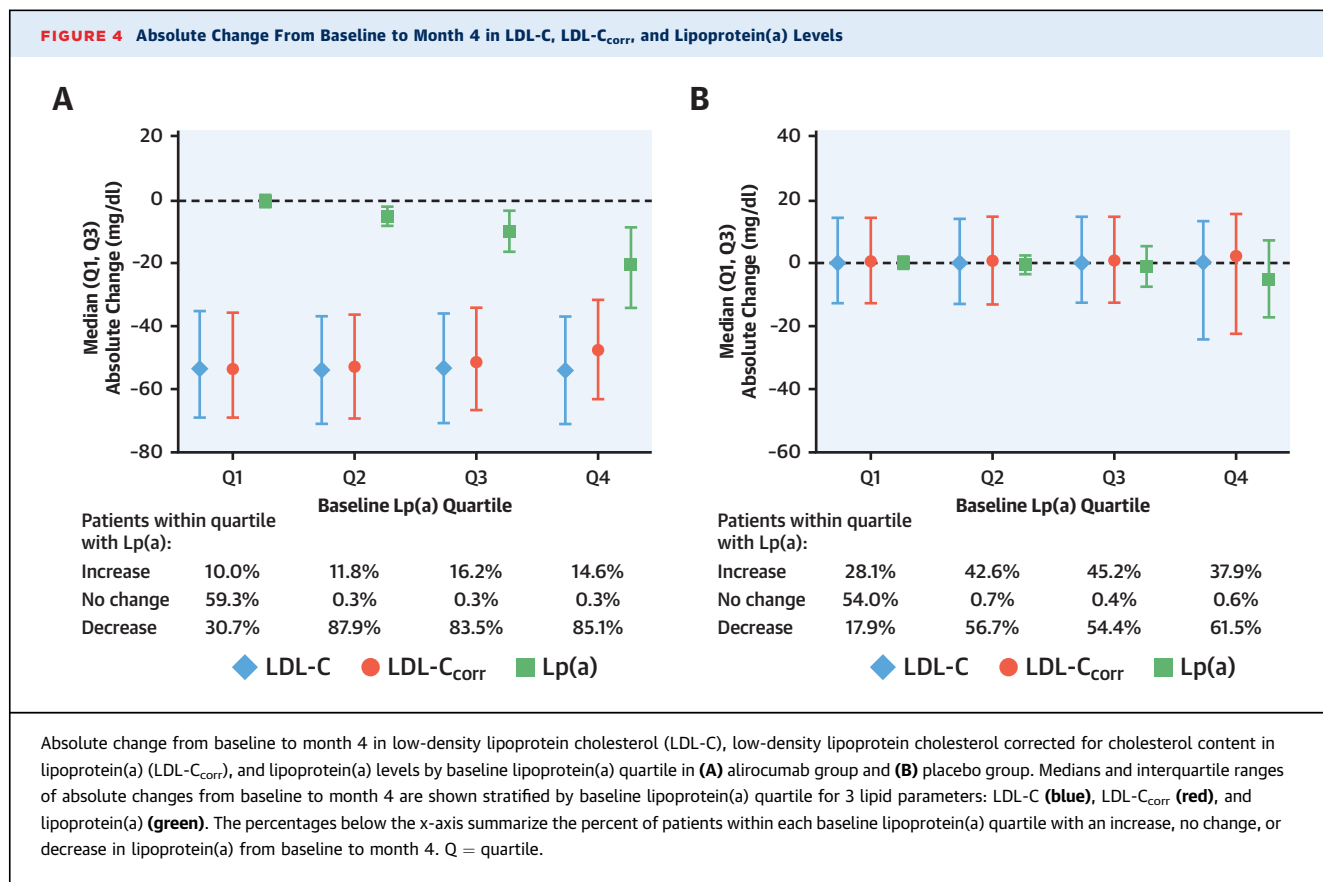 FIGURE 4 Absolute Change From Baseline to Month 4 in LDL-C, LDL-Ccorr, and Lipoprotein(a) Levels
A
Median (Q1, Q3)
Absolute Change (mg/dl)
20
0
-20
-40
-60
-80
Q1 Q2 Q3 Q4
Baseline Lp(a) Quartile
Patients within quartile
with Lp(a):
Increase 10.0% 11.8% 16.2% 14.6%
No change 59.3% 0.3% 0.3% 0.3%
Decrease 30.7% 87.9% 83.5% 85.1%
LDL-C LDL-Ccorr Lp(a)
B
Median (Q1, Q3)
Absolute Change (mg/dl)
40
20
0
-20
-40
-60
Q1 Q2 Q3 Q4
Baseline Lp(a) Quartile
Patients within quartile
with Lp(a):
Increase 28.1% 42.6% 45.2% 37.9%
No change 54.0% 0.7% 0.4% 0.6%
Decrease 17.9% 56.7% 54.4% 61.5%
LDL-C LDL-Ccorr Lp(a)
Absolute change from baseline to month 4 in low-density lipoprotein cholesterol (LDL-C), low-density lipoprotein cholesterol corrected for cholesterol content in
lipoprotein(a) (LDL-Ccorr), and lipoprotein(a) levels by baseline lipoprotein(a) quartile in (A) alirocumab group and (B) placebo group. Medians and interquartile ranges
of absolute changes from baseline to month 4 are shown stratified by baseline lipoprotein(a) quartile for 3 lipid parameters: LDL-C (blue), LDL-Ccorr (red), and
lipoprotein(a) (green). The percentages below the x-axis summarize the percent of patients within each baseline lipoprotein(a) quartile with an increase, no change, or
decrease in lipoprotein(a) from baseline to month 4. Q = quartile.